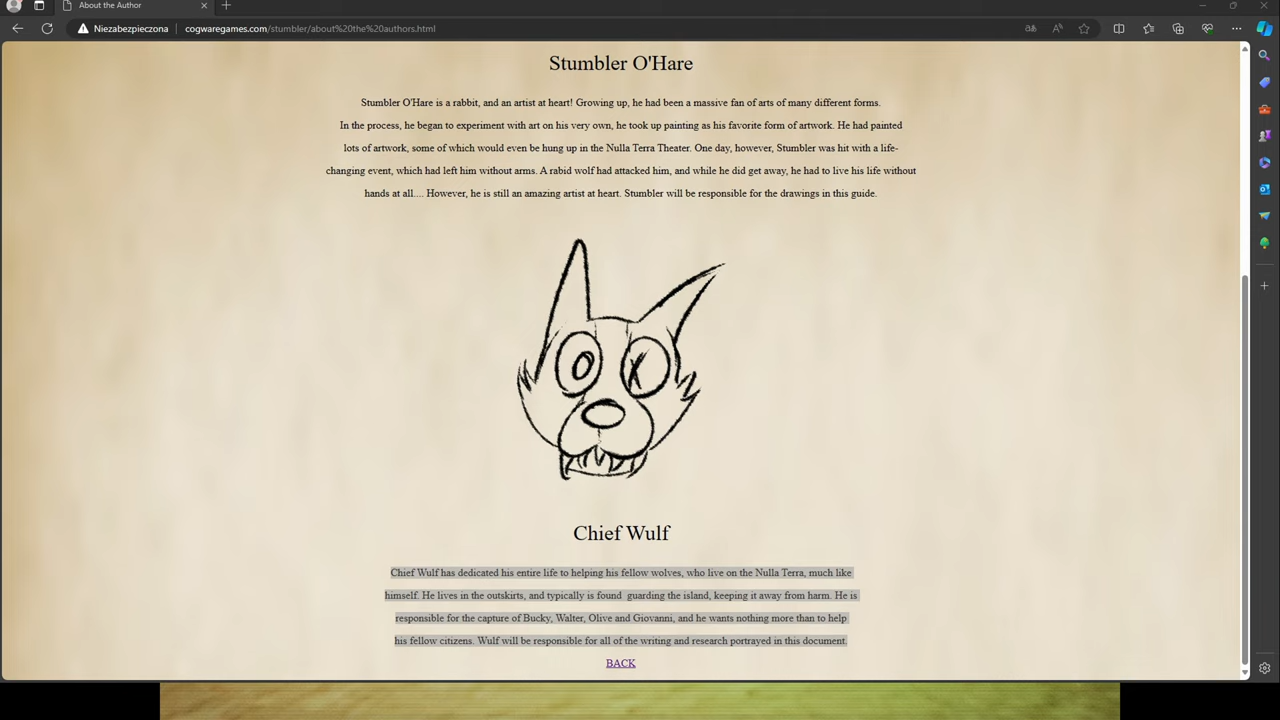 About the Author
Niezabezpieczona
cogwaregames.com/stumbler/about%20the%20authors.html
Stumbler O'Hare
Stumbler O'Hare is a rabbit, and an artist at heart! Growing up, he had been a massive fan of arts of many different forms.
In the process, he began to experiment with art on his very own, he took up painting as his favorite form of artwork. He had painted
lots of artwork, some of which would even be hung up in the Nulla Terra Theater. One day, however, Stumbler was hit with a life-
changing event, which had left him without arms. A rabid wolf had attacked him, and while he did get away, he had to live his life without
hands at all.... However, he is still an amazing artist at heart. Stumbler will be responsible for the drawings in this guide.
Chief Wulf
Chief Wulf has dedicated his entire life to helping his fellow wolves, who live on the Nulla Terra, much like
himself. He lives in the outskirts, and typically is found  guarding the island, keeping it away from harm. He is
responsible for the capture of Bucky, Walter, Olive and Giovanni, and he wants nothing more than to help
his fellow citizens. Wulf will be responsible for all of the writing and research portrayed in this document.
BACK